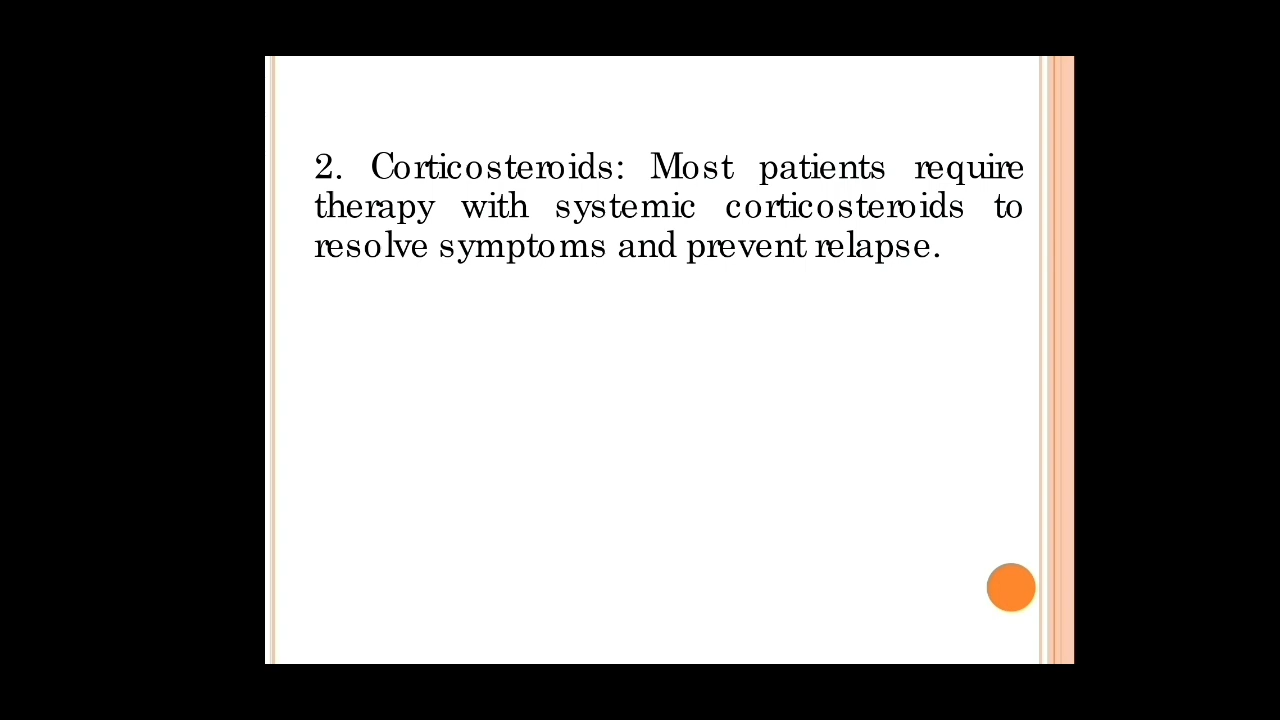 2. Corticosteroids: Most patients require
therapy with systemic corticosteroids to
resolve symptoms and prevent relapse.